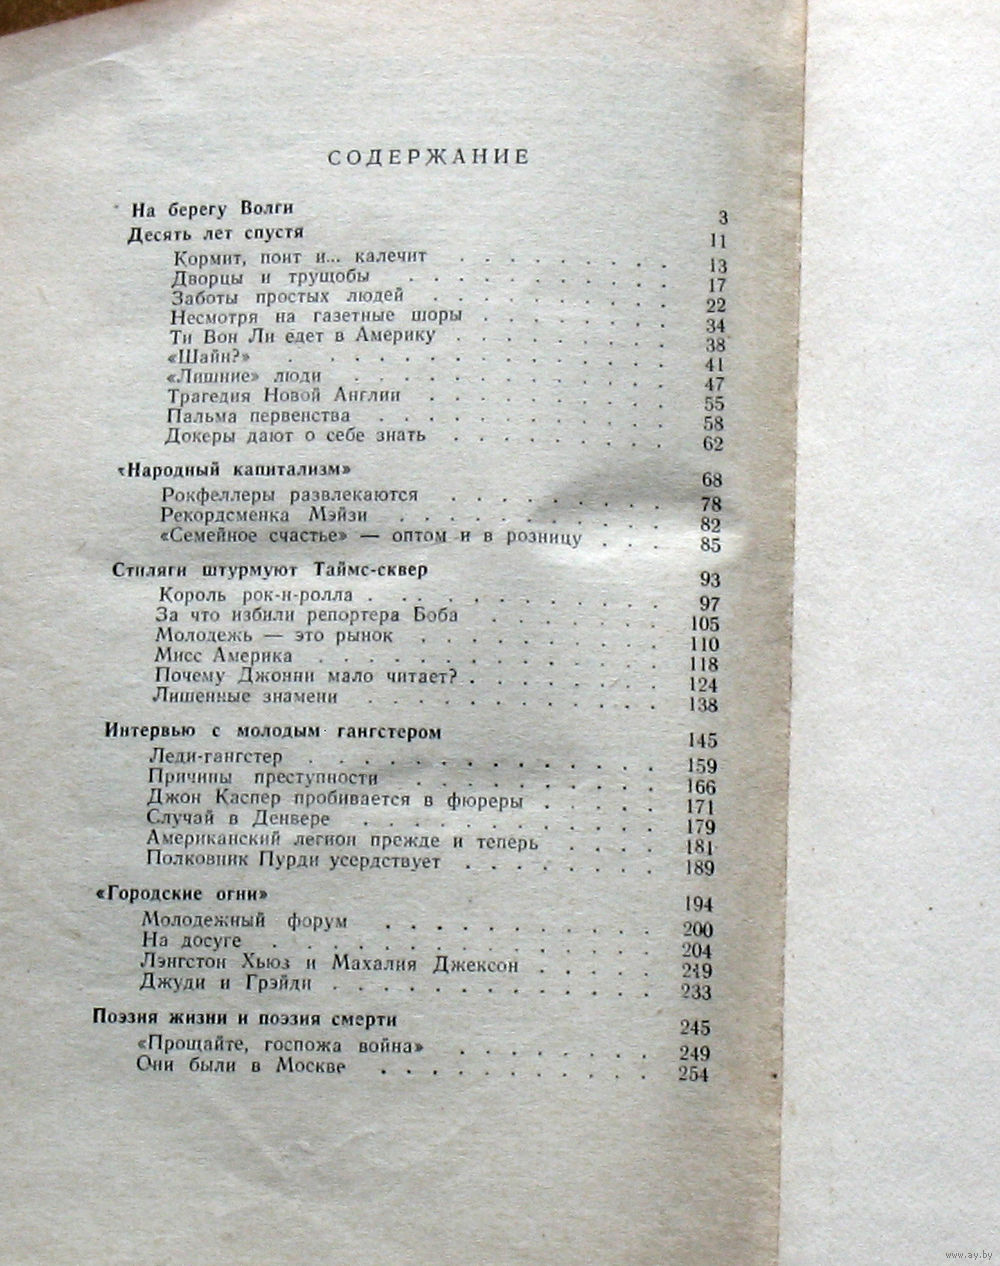 СОДЕРЖАНИЕ
На берегу Волги 3
Десять лет спустя 11
Кормит, поит и... калечит . . . . . . . . . 13
Дворцы и трущобы . . . . . . . . . . . 17
Заботы простых людей . . . . . . . . . . 22
Несмотря на газетные шоры . . . . . . . . 34
Ти Вон Ли едет в Америку . . . . . . . . . 38
«Шайн?» . . . . . . . . . . . . . . . 41
«Лишние» люди . . . . . . . . . . . . . 47
Трагедия Новой Англии . . . . . . . . . . 55
Пальма первенства . . . . . . . . . . . . 58
Докеры дают о себе знать . . . . . . . . . 62
«Народный капитализм» 68
Рокфеллеры развлекаются . . . . . . . . . 78
Рекордсменка Мэйзи . . . . . . . . . . . 82
«Семейное счастье» — оптом и в розницу . . . 85
Стиляги штурмуют Таймс-сквер 93
Король рок-н-ролла . . . . . . . . . . . . 97
За что избили репортера Боба . . . . . . . 105
Молодежь — это рынок . . . . . . . . . . 110
Мисс Америка . . . . . . . . . . . . . . 118
Почему Джонни мало читает? . . . . . . . . 124
Лишенные знамени . . . . . . . . . . . . 138
Интервью с молодым гангстером 145
Леди-гангстер . . . . . . . . . . . . . . 159
Причины преступности . . . . . . . . . . 166
Джон Каспер пробивается в фюреры . . . . . 171
Случай в Денвере . . . . . . . . . . . . 179
Американский легион прежде и теперь . . . . 181
Полковник Пурди усердствует . . . . . . . . 189
«Городские огни» 194
Молодежный форум . . . . . . . . . . . 200
На досуге . . . . . . . . . . . . . . . 204
Лэнгстон Хьюз и Махалия Джексон . . . . . 219
Джуди и Грэйди . . . . . . . . . . . . . 233
Поэзия жизни и поэзия смерти 245
«Прощайте, госпожа война» . . . . . . . . 249
Они были в Москве . . . . . . . . . . . 254
www.ay.by